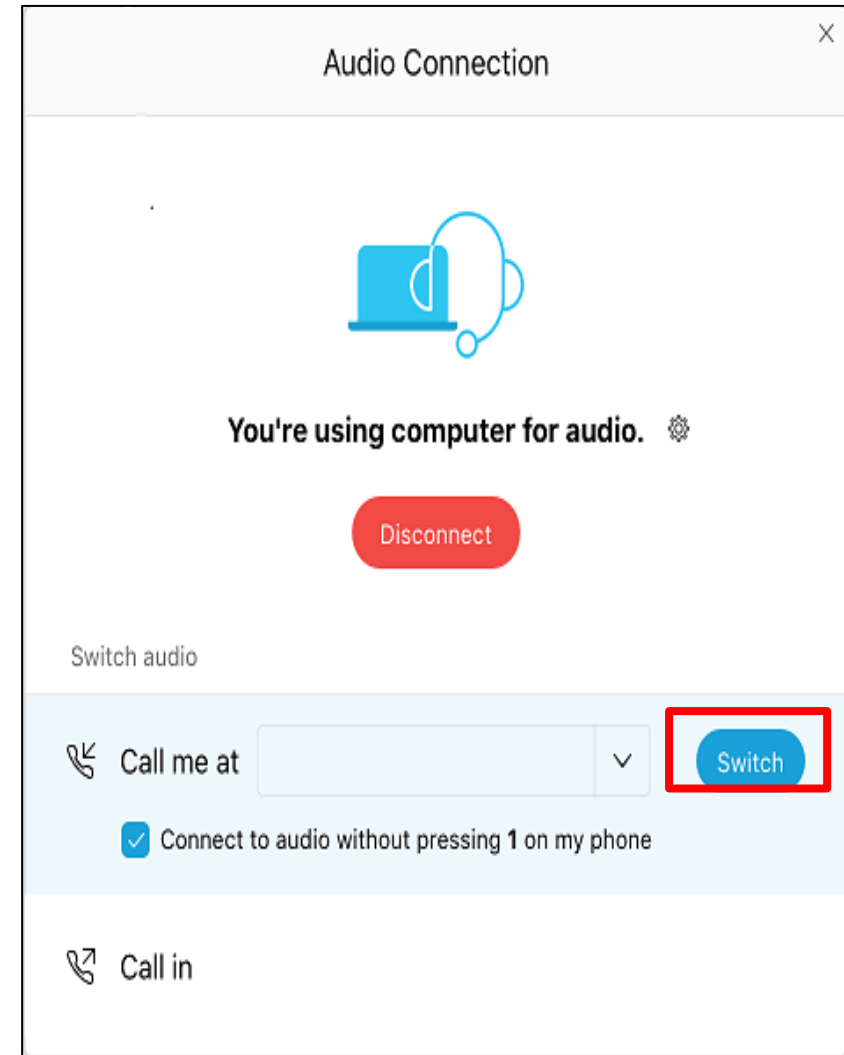 Audio Connection
You're using computer for audio.
Disconnect
Switch audio
Call me at
Switch
Connect to audio without pressing 1 on my phone
Call in